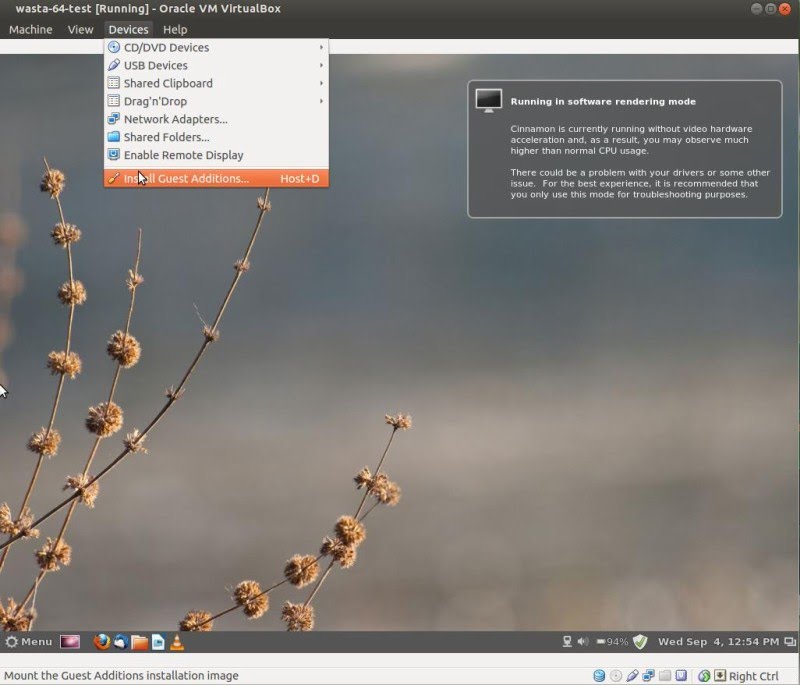 wasta-64-test [Running] - Oracle VM VirtualBox
Machine View Devices Help
CD/DVD Devices
USB Devices
Shared Clipboard
Drag'n'Drop
Network Adapters...
Shared Folders...
Enable Remote Display
Install Guest Additions... Host+D
Running in software rendering mode
Cinnamon is currently running without video hardware
acceleration and, as a result, you may observe much
higher than normal CPU usage.
There could be a problem with your drivers or some other
issue. For the best experience, it is recommended that
you only use this mode for troubleshooting purposes.
Menu 94% Wed Sep 4, 12:54 PM
Mount the Guest Additions installation image Right Ctrl